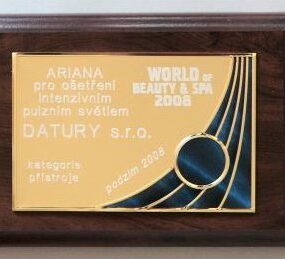 ARIANA
pro ošetření
intenzivním
pulzním světlem
DATURY s.r.o.
kategorie
přístroje
WORLD OF
BEAUTY & SPA
2008
podzim 2008